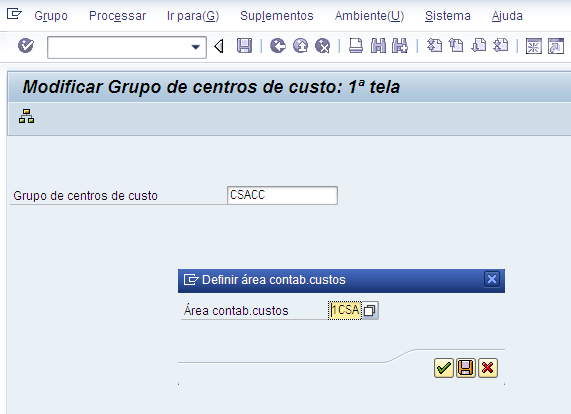 Grupo Processar Ir para(G) Suplementos Ambiente(U) Sistema Ajuda
Modificar Grupo de centros de custo: 1ª tela
Grupo de centros de custo CSACC
Definir área contab.custos
Área contab.custos 1CSA